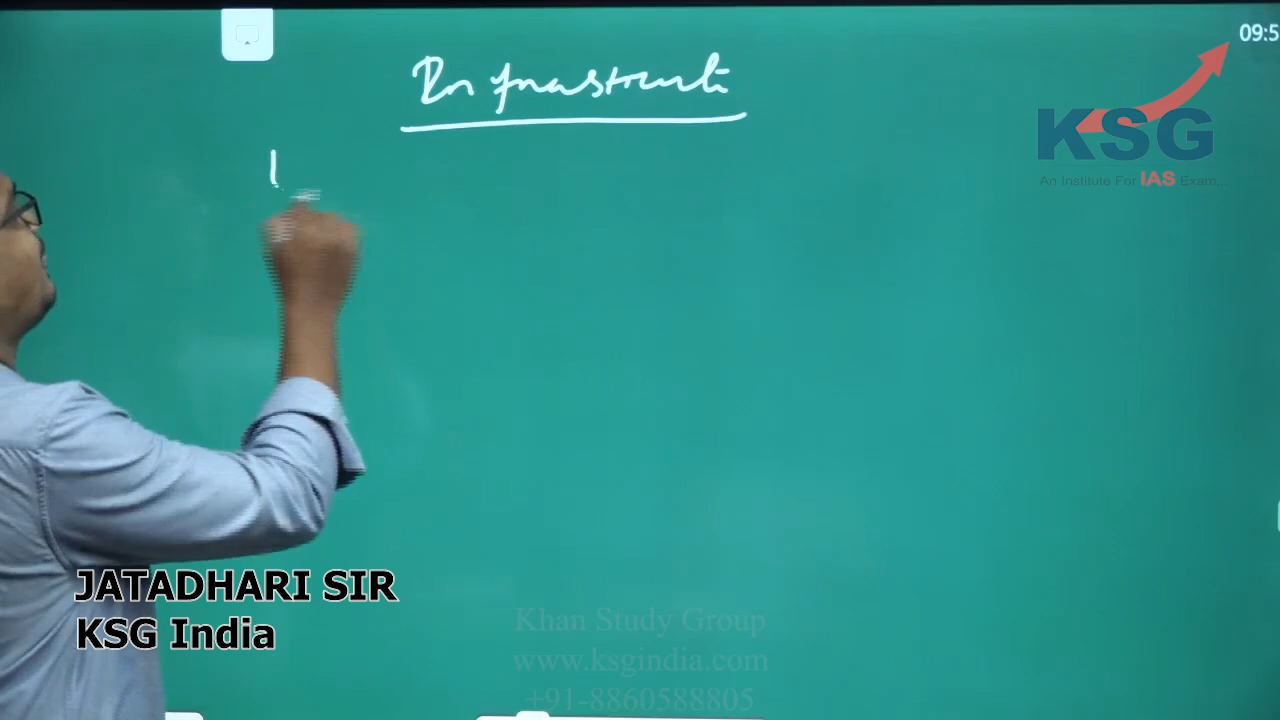 09:5
Infrastructure
KSG
An Institute For IAS Exam...
1
JATADHARI SIR
KSG India
Khan Study Group
www.ksgindia.com
+91-8860588805